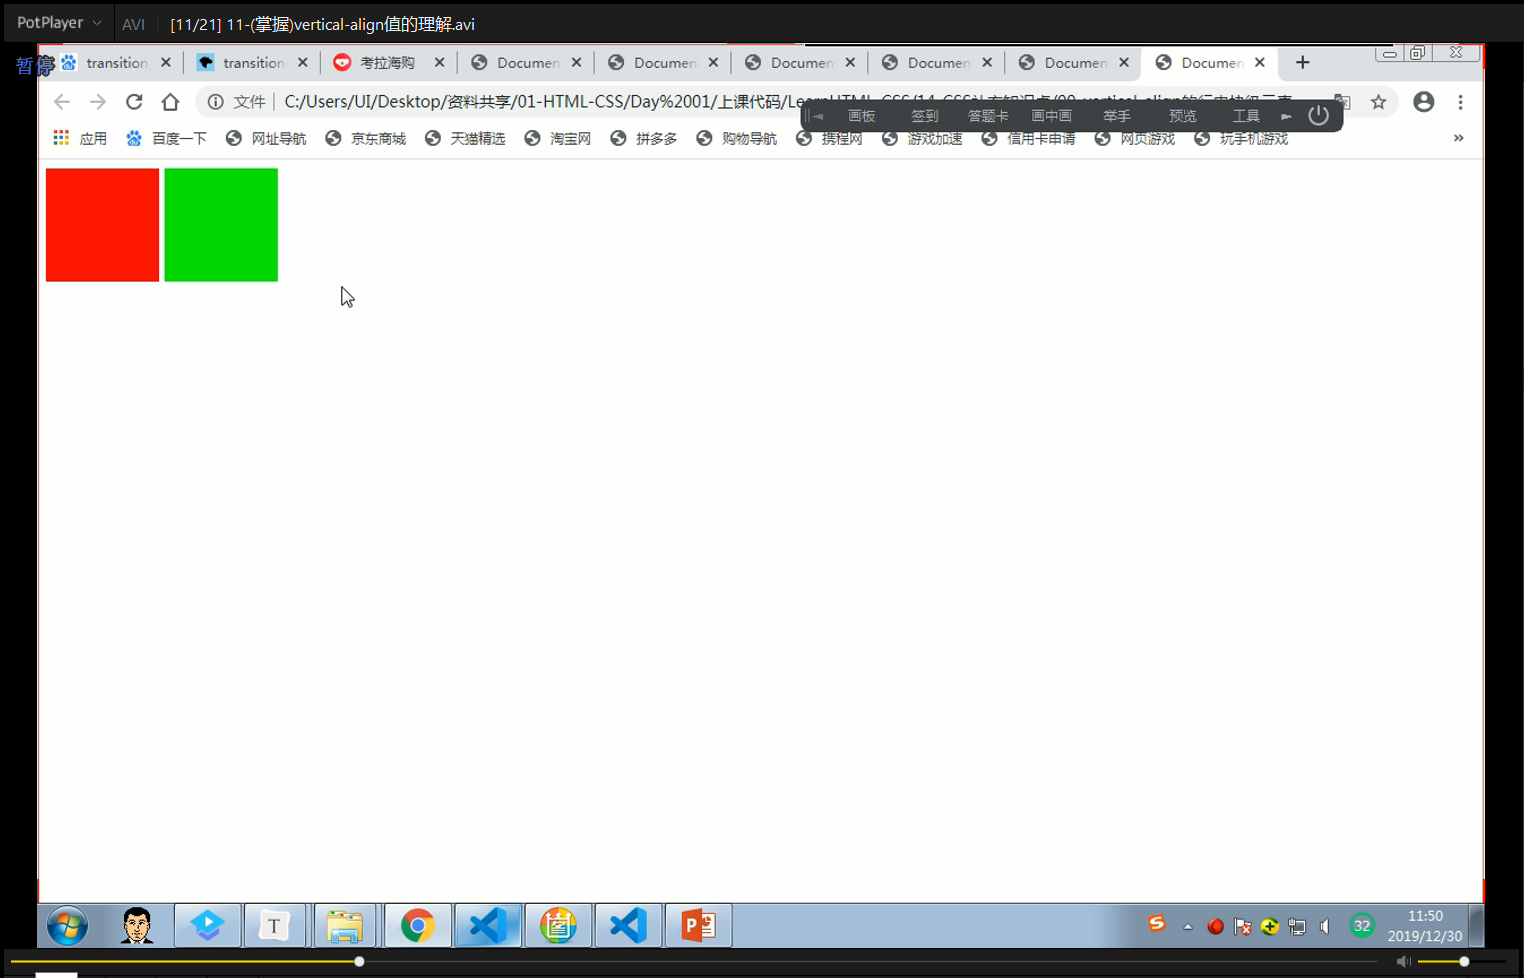 PotPlayer AVI [11/21] 11-(掌握)vertical-align值的理解.avi
暂停
transition transition 考拉海购 Documen Documen Documen Documen Documen Documen
文件 C:/Users/UI/Desktop/资料共享/01-HTML-CSS/Day%2001/上课代码/LearnHTML_CSS/14-CSS
画板 签到 答题卡 画中画 举手 预览 工具
应用 百度一下 网址导航 京东商城 天猫精选 淘宝网 拼多多 购物导航 携程网 游戏加速 信用卡申请 网页游戏 玩手机游戏 »
T
32
11:50
2019/12/30